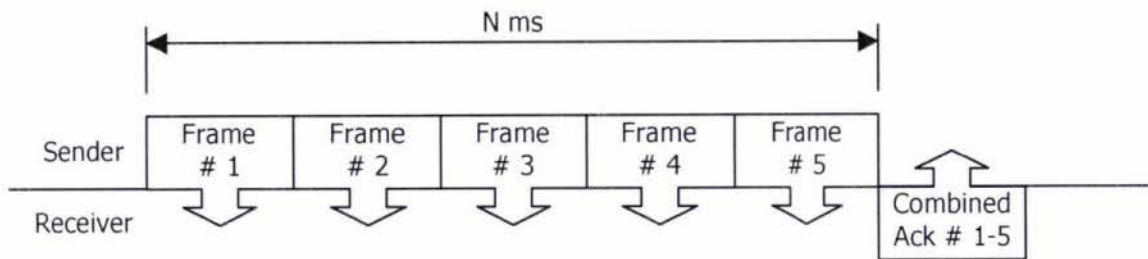 N ms
Sender
Frame
# 1
Frame
# 2
Frame
# 3
Frame
# 4
Frame
# 5
Receiver
Combined
Ack # 1-5